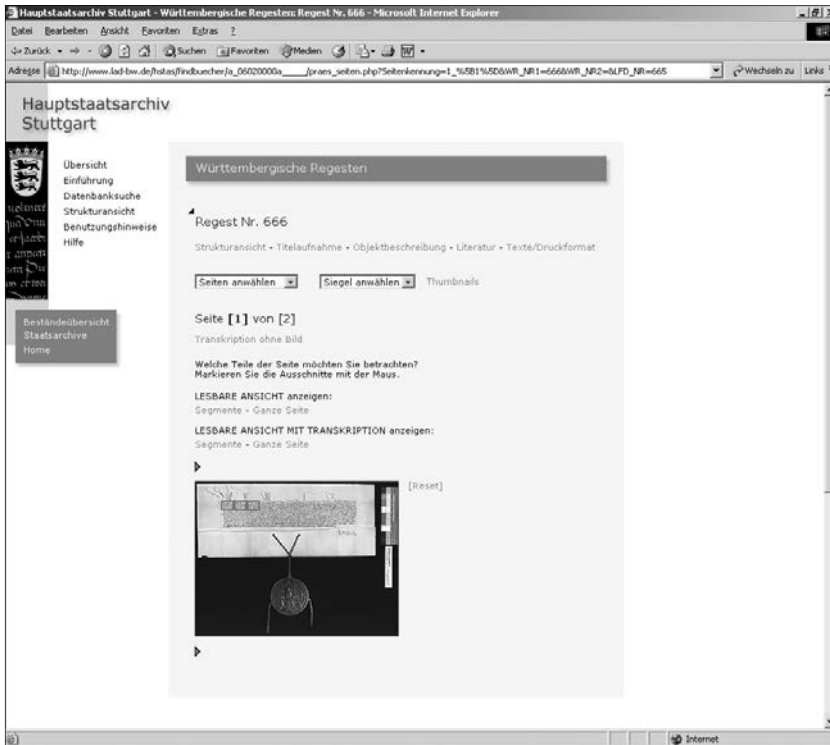 Hauptstaatsarchiv Stuttgart - Württembergische Regesten: Regest Nr. 666 - Microsoft Internet Explorer
Datei Bearbeiten Ansicht Favoriten Extras ?
Zurück Suchen Favoriten Medien
Adresse http://www.lad-bw.de/hstas/findbuecher/a_06020000a_____/praes_seiten.php?Seitenkennung=1_%5B1%5D&WR_NR1=666&WR_NR2=&LFD_NR=665 Wechseln zu Links
Hauptstaatsarchiv
Stuttgart
Übersicht
Einführung
Datenbanksuche
Strukturansicht
Benutzungshinweise
Hilfe
Beständeübersicht
Staatsarchive
Home
Württembergische Regesten
Regest Nr. 666
Strukturansicht - Titelaufnahme - Objektbeschreibung - Literatur - Texte/Druckformat
Seiten anwählen Siegel anwählen Thumbnails
Seite [1] von [2]
Transkription ohne Bild
Welche Teile der Seite möchten Sie betrachten?
Markieren Sie die Ausschnitte mit der Maus.
LESBARE ANSICHT anzeigen:
Segmente - Ganze Seite
LESBARE ANSICHT MIT TRANSKRIPTION anzeigen:
Segmente - Ganze Seite
[Reset]
Internet